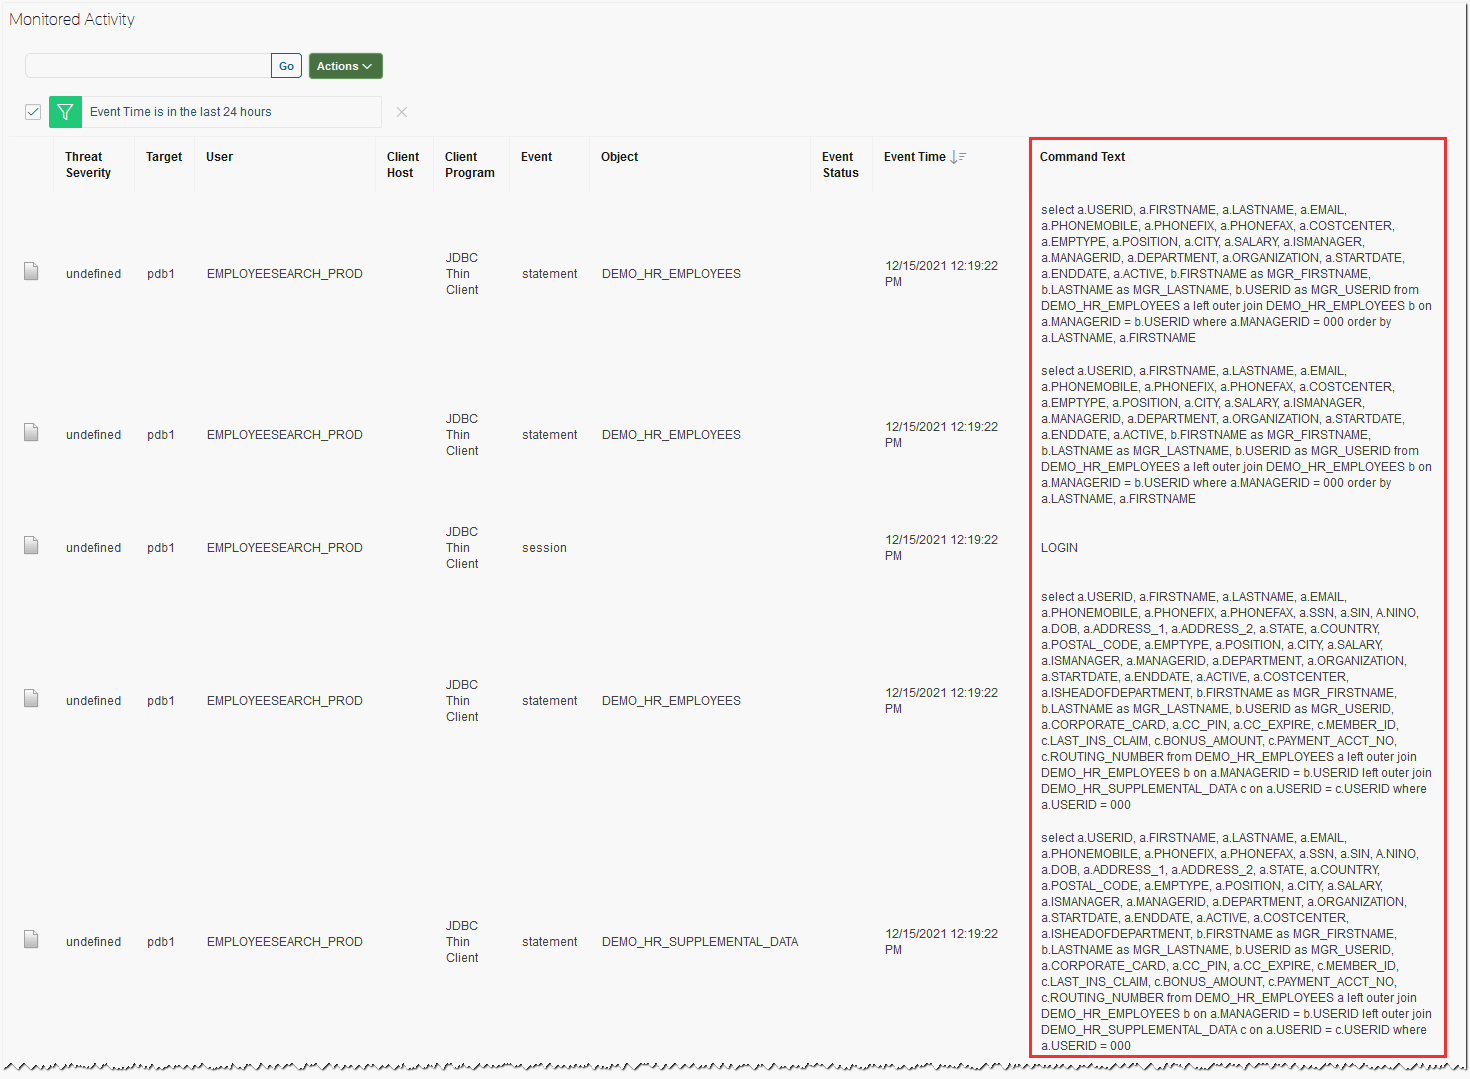 Monitored Activity
Go
Actions
Event Time is in the last 24 hours
Threat Severity Target User Client Host Client Program Event Object Event Status Event Time Command Text
select a.USERID, a.FIRSTNAME, a.LASTNAME, a.EMAIL,
a.PHONEMOBILE, a.PHONEFIX, a.PHONEFAX, a.COSTCENTER,
a.EMPTYPE, a.POSITION, a.CITY, a.SALARY, a.ISMANAGER,
a.MANAGERID, a.DEPARTMENT, a.ORGANIZATION, a.STARTDATE,
undefined pdb1 EMPLOYEESEARCH_PROD JDBC Thin Client statement DEMO_HR_EMPLOYEES 12/15/2021 12:19:22 PM
a.ENDDATE, a.ACTIVE, b.FIRSTNAME as MGR_FIRSTNAME,
b.LASTNAME as MGR_LASTNAME, b.USERID as MGR_USERID from
DEMO_HR_EMPLOYEES a left outer join DEMO_HR_EMPLOYEES b on
a.MANAGERID = b.USERID where a.MANAGERID = 000 order by
a.LASTNAME, a.FIRSTNAME
select a.USERID, a.FIRSTNAME, a.LASTNAME, a.EMAIL,
a.PHONEMOBILE, a.PHONEFIX, a.PHONEFAX, a.COSTCENTER,
a.EMPTYPE, a.POSITION, a.CITY, a.SALARY, a.ISMANAGER,
a.MANAGERID, a.DEPARTMENT, a.ORGANIZATION, a.STARTDATE,
undefined pdb1 EMPLOYEESEARCH_PROD JDBC Thin Client statement DEMO_HR_EMPLOYEES 12/15/2021 12:19:22 PM
a.ENDDATE, a.ACTIVE, b.FIRSTNAME as MGR_FIRSTNAME,
b.LASTNAME as MGR_LASTNAME, b.USERID as MGR_USERID from
DEMO_HR_EMPLOYEES a left outer join DEMO_HR_EMPLOYEES b on
a.MANAGERID = b.USERID where a.MANAGERID = 000 order by
a.LASTNAME, a.FIRSTNAME
undefined pdb1 EMPLOYEESEARCH_PROD JDBC Thin Client session 12/15/2021 12:19:22 PM LOGIN
select a.USERID, a.FIRSTNAME, a.LASTNAME, a.EMAIL,
a.PHONEMOBILE, a.PHONEFIX, a.PHONEFAX, a.SSN, a.SIN, A.NINO,
a.DOB, a.ADDRESS_1, a.ADDRESS_2, a.STATE, a.COUNTRY,
a.POSTAL_CODE, a.EMPTYPE, a.POSITION, a.CITY, a.SALARY,
a.ISMANAGER, a.MANAGERID, a.DEPARTMENT, a.ORGANIZATION,
a.STARTDATE, a.ENDDATE, a.ACTIVE, a.COSTCENTER,
a.ISHEADOFDEPARTMENT, b.FIRSTNAME as MGR_FIRSTNAME,
undefined pdb1 EMPLOYEESEARCH_PROD JDBC Thin Client statement DEMO_HR_EMPLOYEES 12/15/2021 12:19:22 PM
b.LASTNAME as MGR_LASTNAME, b.USERID as MGR_USERID,
a.CORPORATE_CARD, a.CC_PIN, a.CC_EXPIRE, c.MEMBER_ID,
c.LAST_INS_CLAIM, c.BONUS_AMOUNT, c.PAYMENT_ACCT_NO,
c.ROUTING_NUMBER from DEMO_HR_EMPLOYEES a left outer join
DEMO_HR_EMPLOYEES b on a.MANAGERID = b.USERID left outer join
DEMO_HR_SUPPLEMENTAL_DATA c on a.USERID = c.USERID where
a.USERID = 000
select a.USERID, a.FIRSTNAME, a.LASTNAME, a.EMAIL,
a.PHONEMOBILE, a.PHONEFIX, a.PHONEFAX, a.SSN, a.SIN, A.NINO,
a.DOB, a.ADDRESS_1, a.ADDRESS_2, a.STATE, a.COUNTRY,
a.POSTAL_CODE, a.EMPTYPE, a.POSITION, a.CITY, a.SALARY,
a.ISMANAGER, a.MANAGERID, a.DEPARTMENT, a.ORGANIZATION,
a.STARTDATE, a.ENDDATE, a.ACTIVE, a.COSTCENTER,
a.ISHEADOFDEPARTMENT, b.FIRSTNAME as MGR_FIRSTNAME,
undefined pdb1 EMPLOYEESEARCH_PROD JDBC Thin Client statement DEMO_HR_SUPPLEMENTAL_DATA 12/15/2021 12:19:22 PM
b.LASTNAME as MGR_LASTNAME, b.USERID as MGR_USERID,
a.CORPORATE_CARD, a.CC_PIN, a.CC_EXPIRE, c.MEMBER_ID,
c.LAST_INS_CLAIM, c.BONUS_AMOUNT, c.PAYMENT_ACCT_NO,
c.ROUTING_NUMBER from DEMO_HR_EMPLOYEES a left outer join
DEMO_HR_EMPLOYEES b on a.MANAGERID = b.USERID left outer join
DEMO_HR_SUPPLEMENTAL_DATA c on a.USERID = c.USERID where
a.USERID = 000